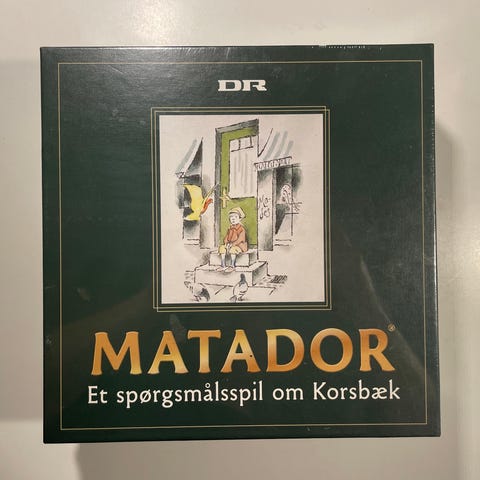 DR
MATADOR®
Et spørgsmålsspil om Korsbæk